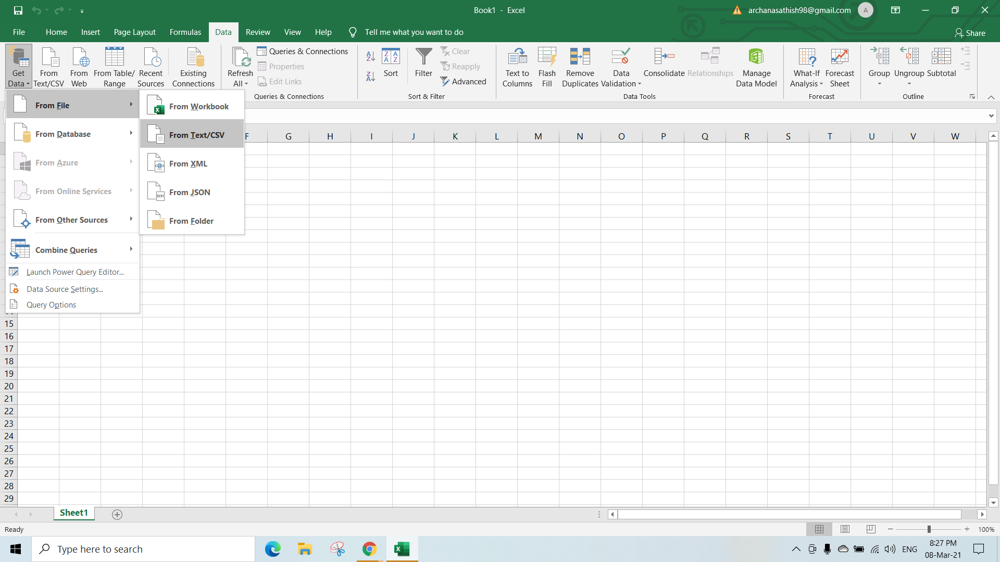 Book1 - Excel
archanasathish98@gmail.com
A
File
Home
Insert
Page Layout
Formulas
Data
Review
View
Help
Tell me what you want to do
Share
Get Data
From Text/CSV
From Web
From Table/ Range
Recent Sources
Existing Connections
Refresh All
Queries & Connections
Properties
Edit Links
Queries & Connections
Sort
Filter
Clear
Reapply
Advanced
Sort & Filter
Text to Columns
Flash Fill
Remove Duplicates
Data Validation
Consolidate
Relationships
Manage Data Model
Data Tools
What-If Analysis
Forecast Sheet
Forecast
Group
Ungroup
Subtotal
Outline
From File
From Database
From Azure
From Online Services
From Other Sources
Combine Queries
Launch Power Query Editor...
Data Source Settings...
Query Options
From Workbook
From Text/CSV
From XML
JSON
From JSON
From Folder
F G H I J K L M N O P Q R S T U V W
15
16
17
18
19
20
21
22
23
24
25
26
27
28
29
Sheet1
Ready
100%
Type here to search
ENG
8:27 PM
08-Mar-21